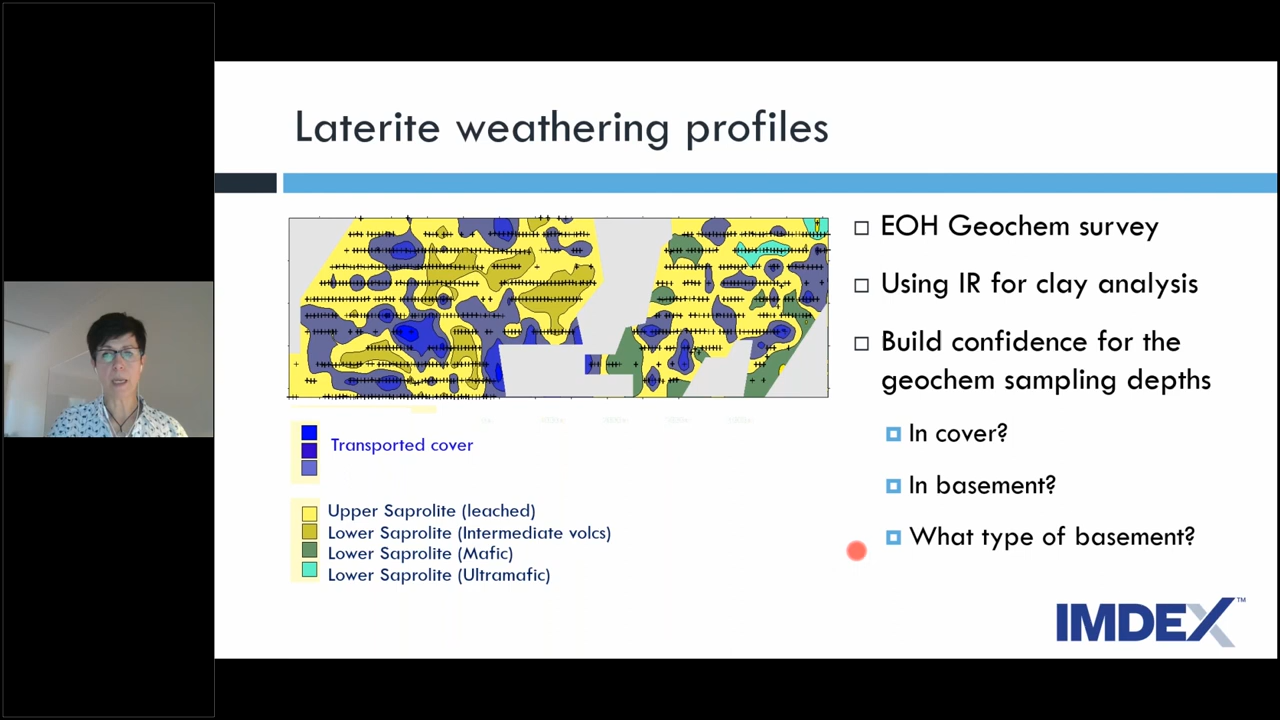 Laterite weathering profiles
EOH Geochem survey
Using IR for clay analysis
Build confidence for the
geochem sampling depths
In cover?
In basement?
What type of basement?
Transported cover
Upper Saprolite (leached)
Lower Saprolite (Intermediate volcs)
Lower Saprolite (Mafic)
Lower Saprolite (Ultramafic)
IMDEX™